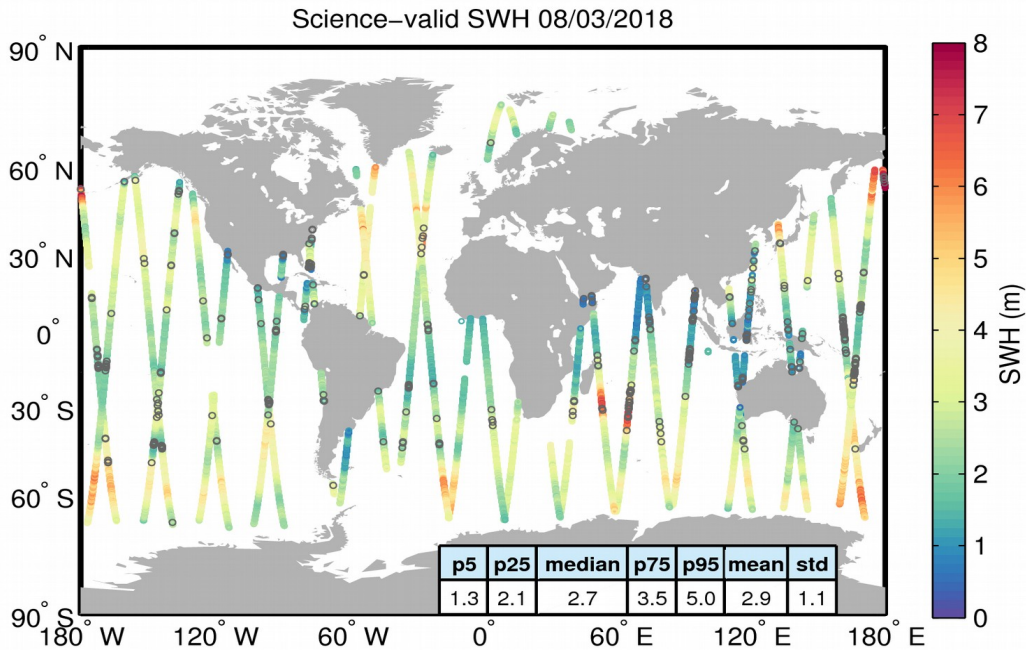 Science−valid SWH 08/03/2018
90° N
60° N
30° N
0°
30° S
60° S
90° S
180° W
120° W
60° W
0°
60° E
120° E
180° E
p5 p25 median p75 p95 mean std
1.3 2.1 2.7 3.5 5.0 2.9 1.1
8
7
6
5
4
3
2
1
0
SWH (m)